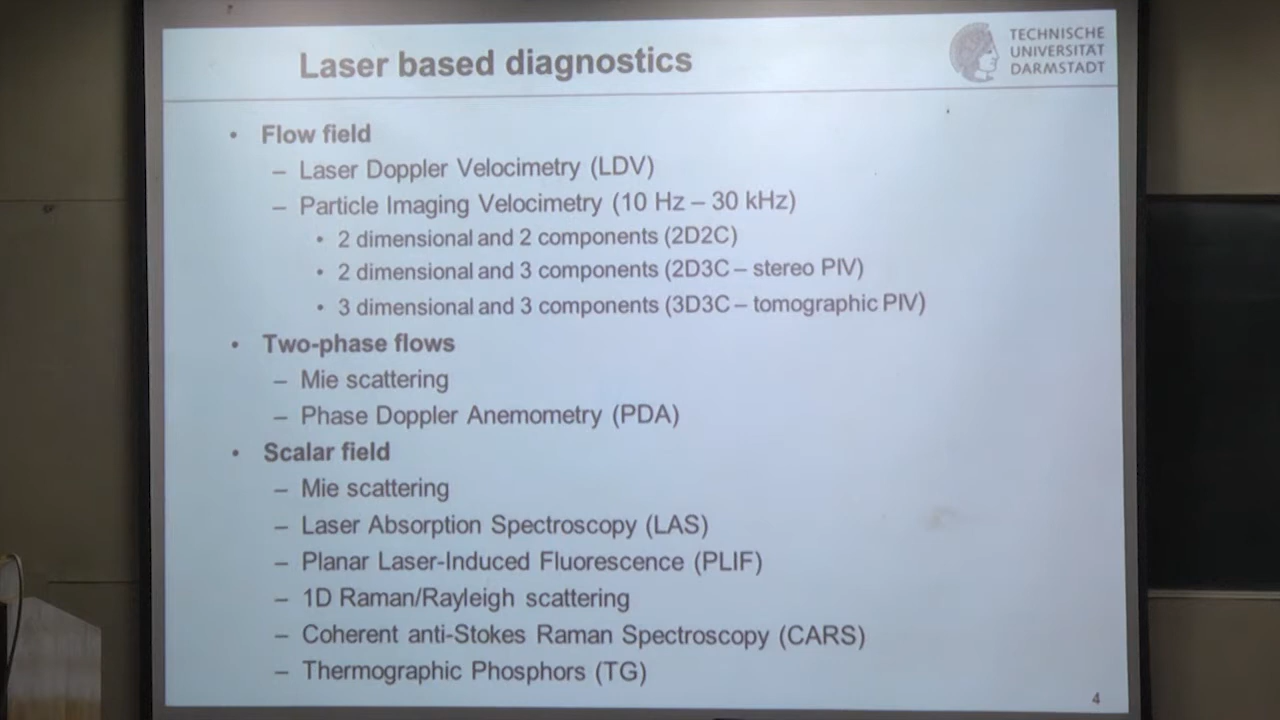 Laser based diagnostics
TECHNISCHE
UNIVERSITÄT
DARMSTADT
• Flow field
– Laser Doppler Velocimetry (LDV)
– Particle Imaging Velocimetry (10 Hz – 30 kHz)
• 2 dimensional and 2 components (2D2C)
• 2 dimensional and 3 components (2D3C – stereo PIV)
• 3 dimensional and 3 components (3D3C – tomographic PIV)
• Two-phase flows
– Mie scattering
– Phase Doppler Anemometry (PDA)
• Scalar field
– Mie scattering
– Laser Absorption Spectroscopy (LAS)
– Planar Laser-Induced Fluorescence (PLIF)
– 1D Raman/Rayleigh scattering
– Coherent anti-Stokes Raman Spectroscopy (CARS)
– Thermographic Phosphors (TG)
4